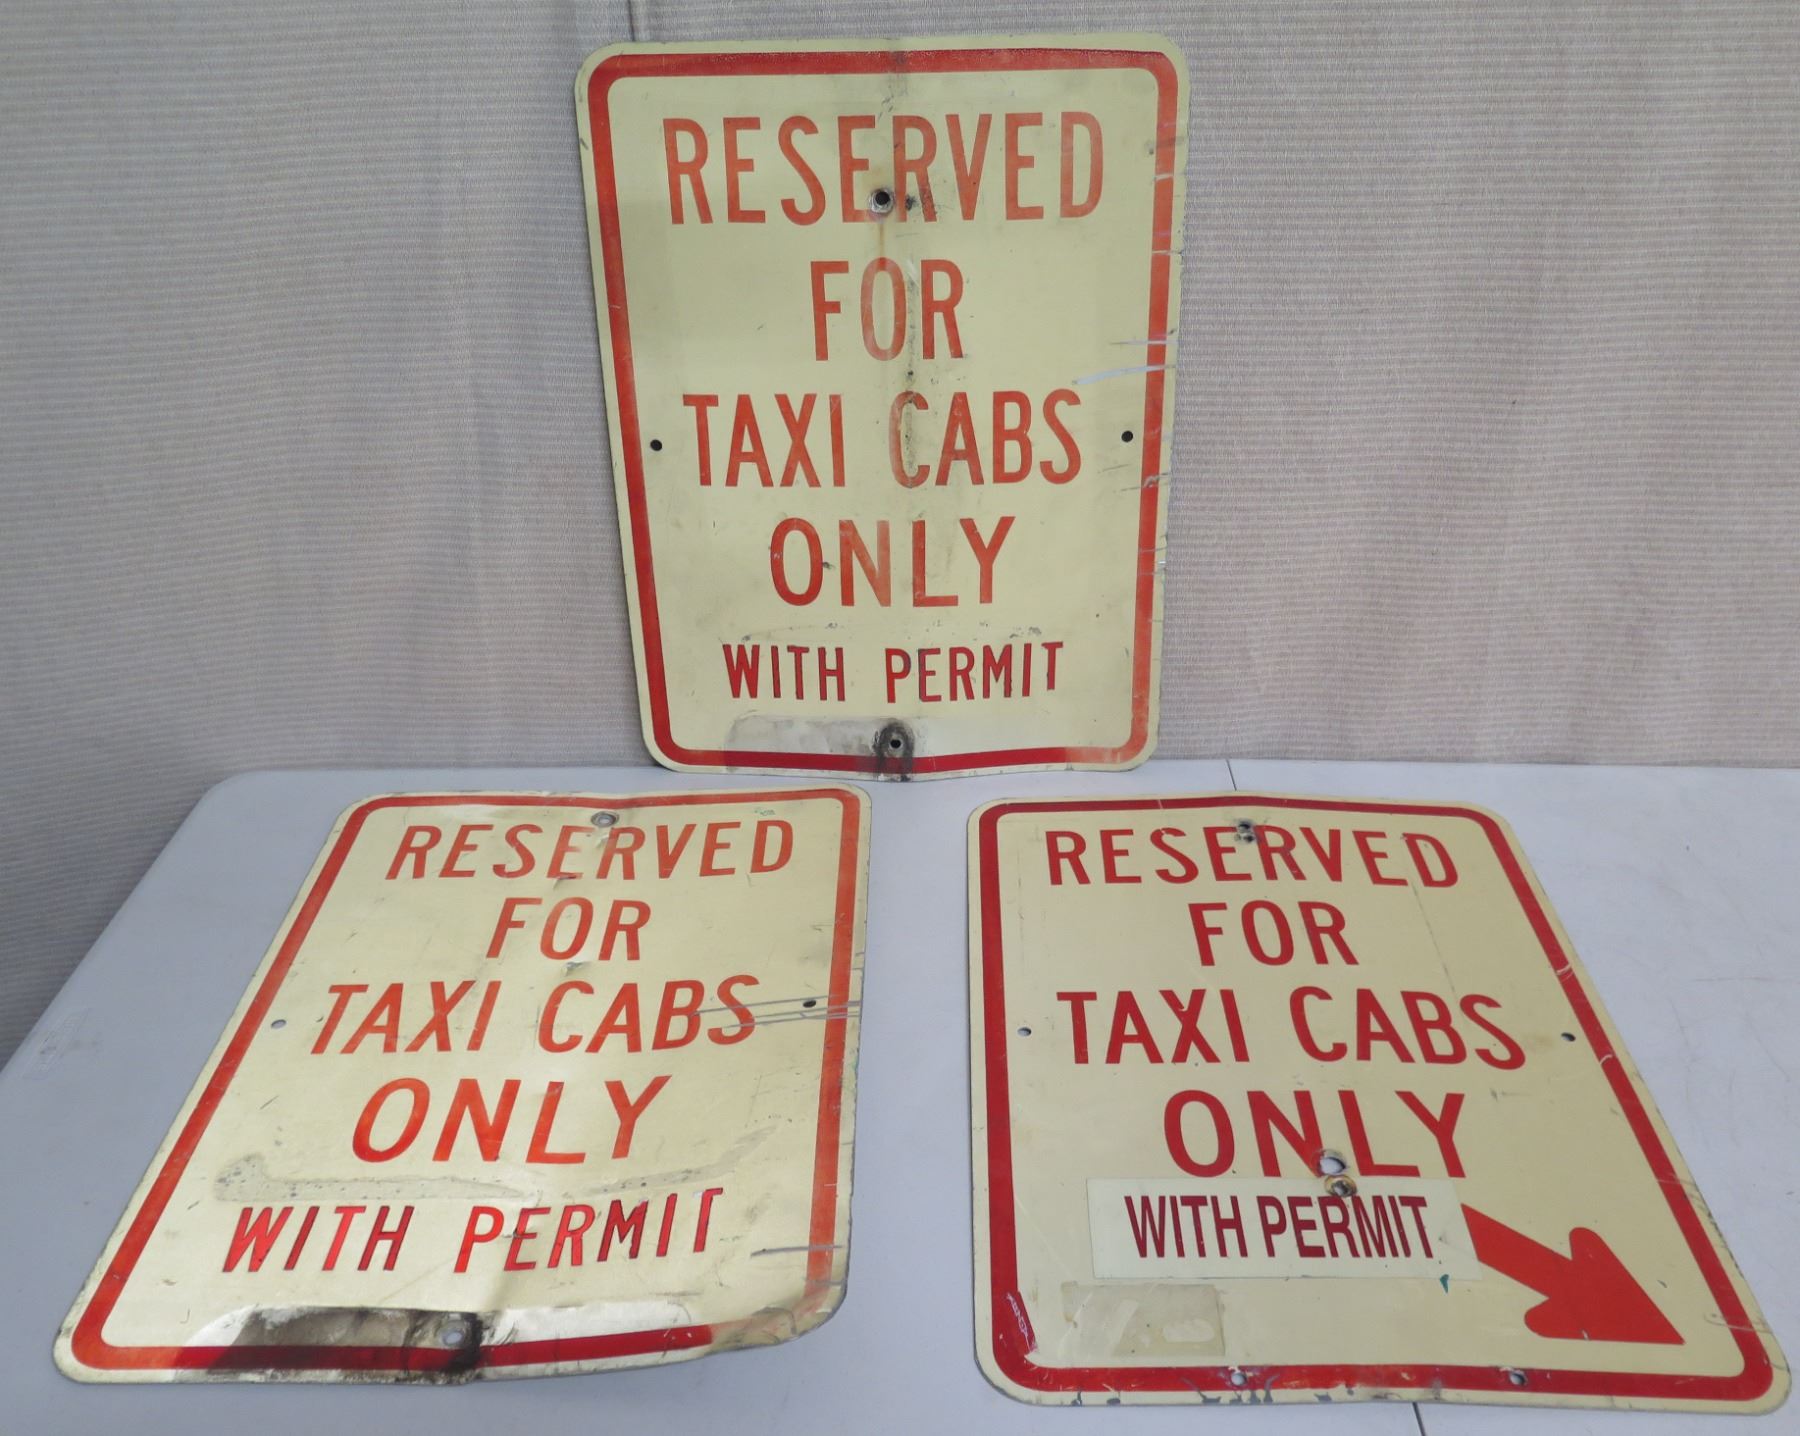 RESERVED
FOR
TAXI CABS
ONLY
WITH PERMIT
RESERVED
FOR
TAXI CABS
ONLY
WITH PERMIT
RESERVED
FOR
TAXI CABS
ONLY
WITH PERMIT